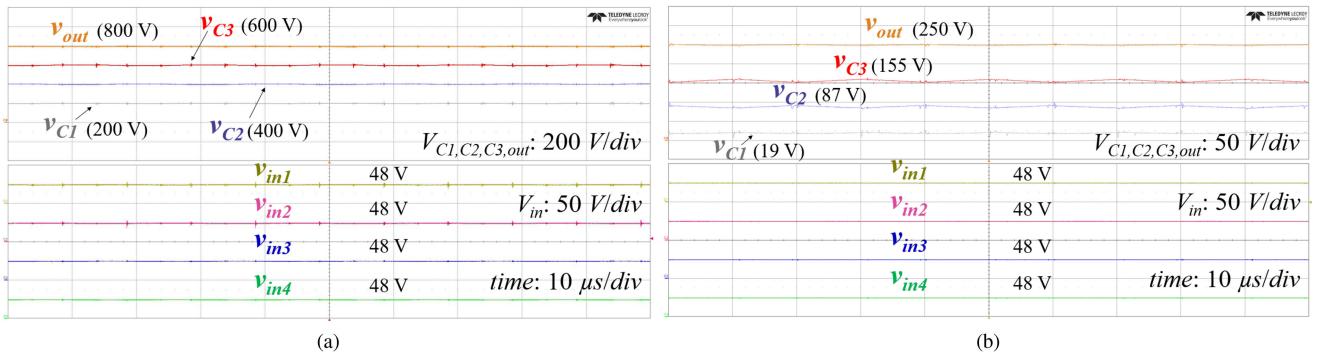 TELEDYNE LECROY
Everywhereyoulook
v_out (800 V)
v_C3 (600 V)
v_C1 (200 V)
v_C2 (400 V)
V_C1,C2,C3,out: 200 V/div
v_in1 48 V
v_in2 48 V
V_in: 50 V/div
v_in3 48 V
v_in4 48 V
time: 10 μs/div
(a)
TELEDYNE LECROY
Everywhereyoulook
v_out (250 V)
v_C3 (155 V)
v_C2 (87 V)
v_C1 (19 V)
V_C1,C2,C3,out: 50 V/div
v_in1 48 V
v_in2 48 V
V_in: 50 V/div
v_in3 48 V
v_in4 48 V
time: 10 μs/div
(b)